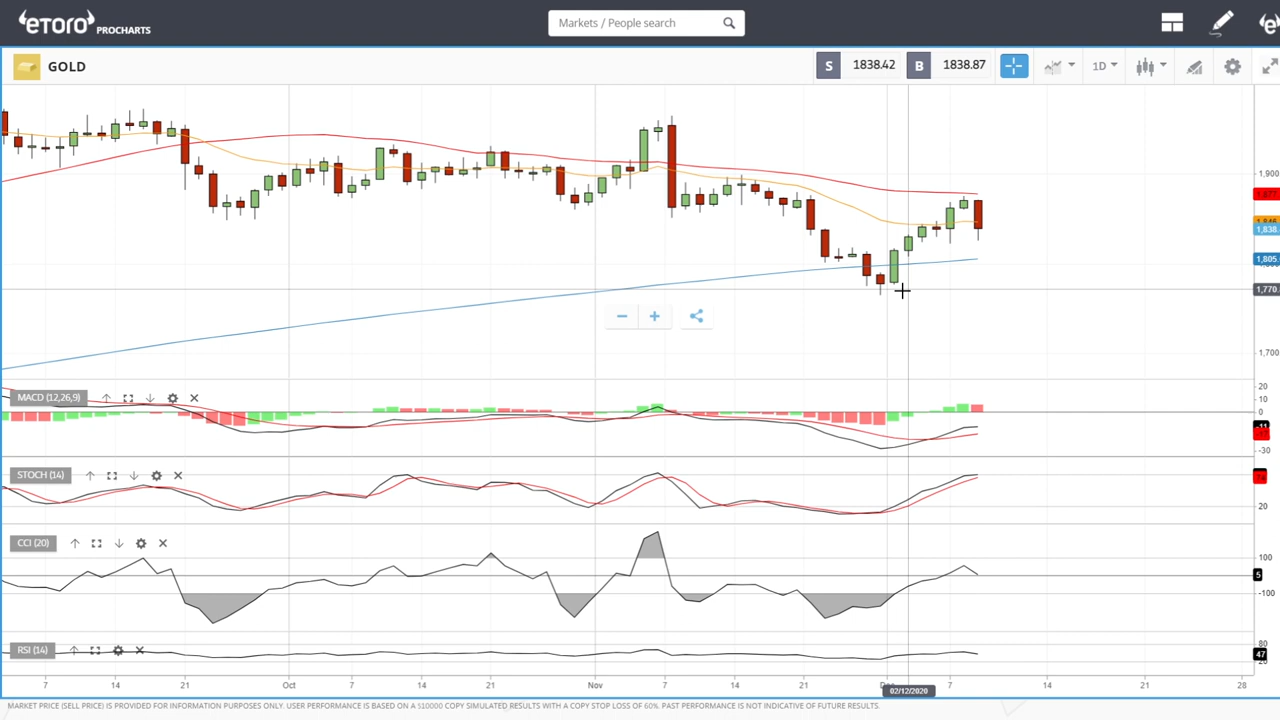 eToro PROCHARTS
Markets / People search
GOLD
S 1838.42 B 1838.87
1D
1,900
1,838.
1,805.
1,770.
1,700
MACD (12,26,9)
20
10
0
-30
STOCH (14)
20
CCI (20)
100
5
-100
RSI (14)
80
47
20
7 14 21 Oct 7 14 21 Nov 7 14 21 7 14 21 28
02/12/2020
MARKET PRICE (SELL PRICE) IS PROVIDED FOR INFORMATION PURPOSES ONLY. USER PERFORMANCE IS BASED ON A $10000 COPY SIMULATED RESULTS WITH A COPY STOP LOSS OF 60%. PAST PERFORMANCE IS NOT INDICATIVE OF FUTURE RESULTS.